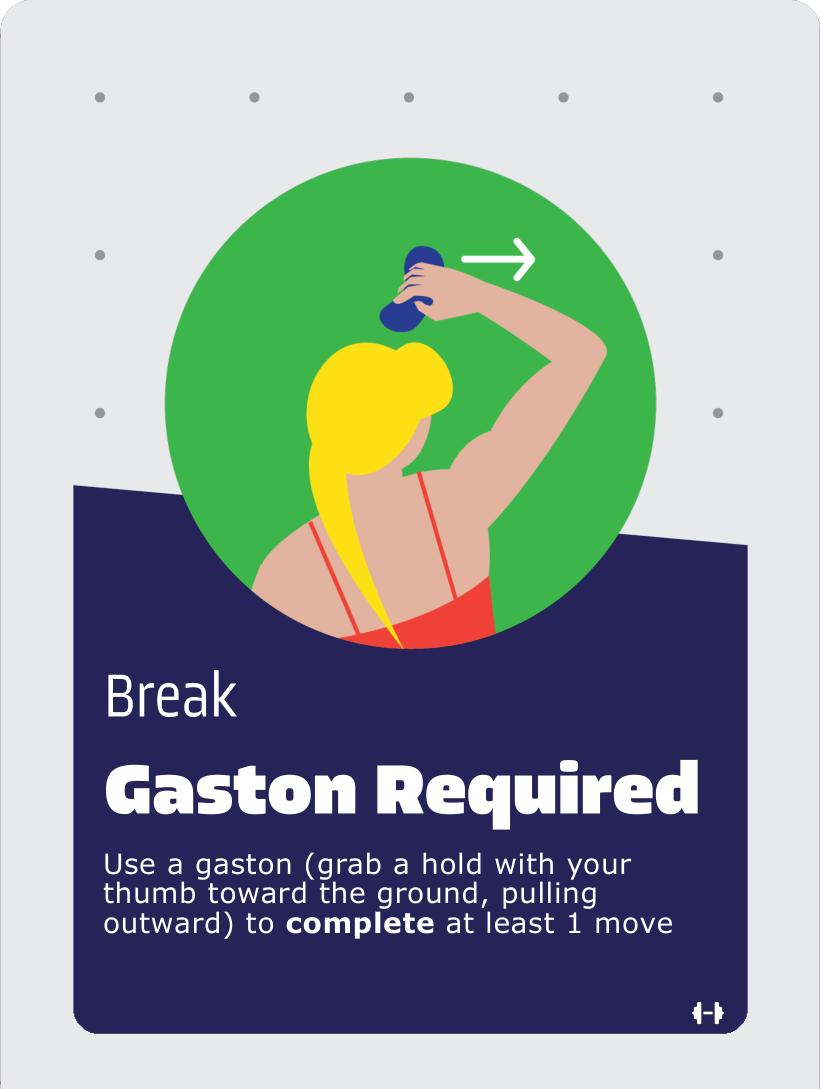 Break
Gaston Required
Use a gaston (grab a hold with your
thumb toward the ground, pulling
outward) to complete at least 1 move